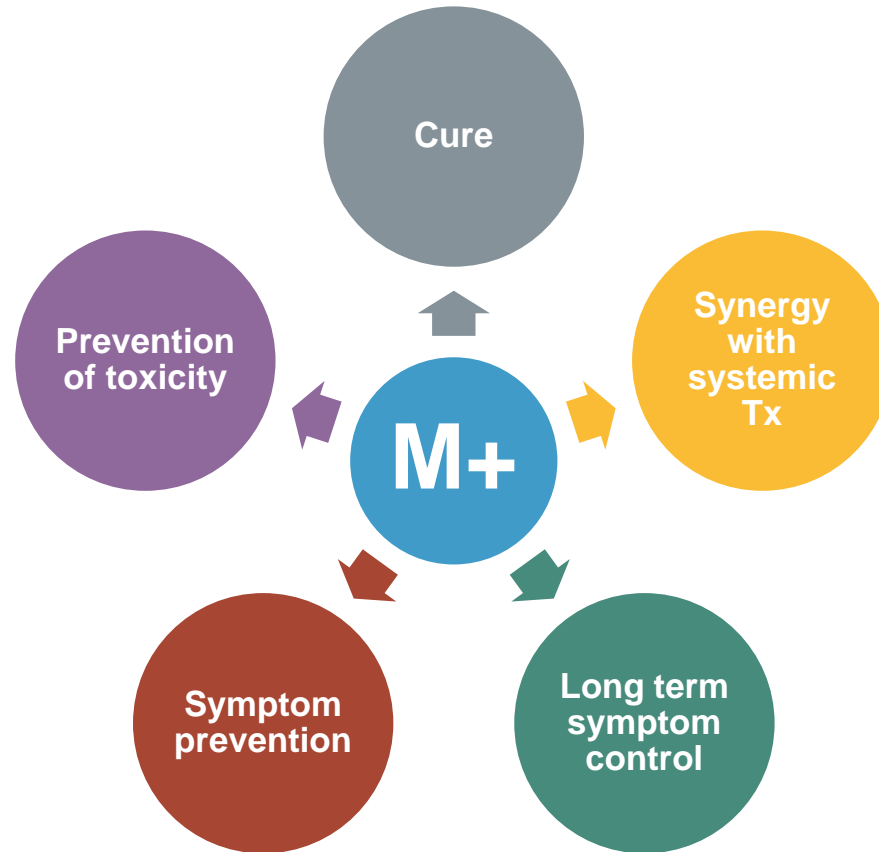 Cure
Synergy
with
systemic
Tx
Prevention
of toxicity
M+
Symptom
prevention
Long term
symptom
control